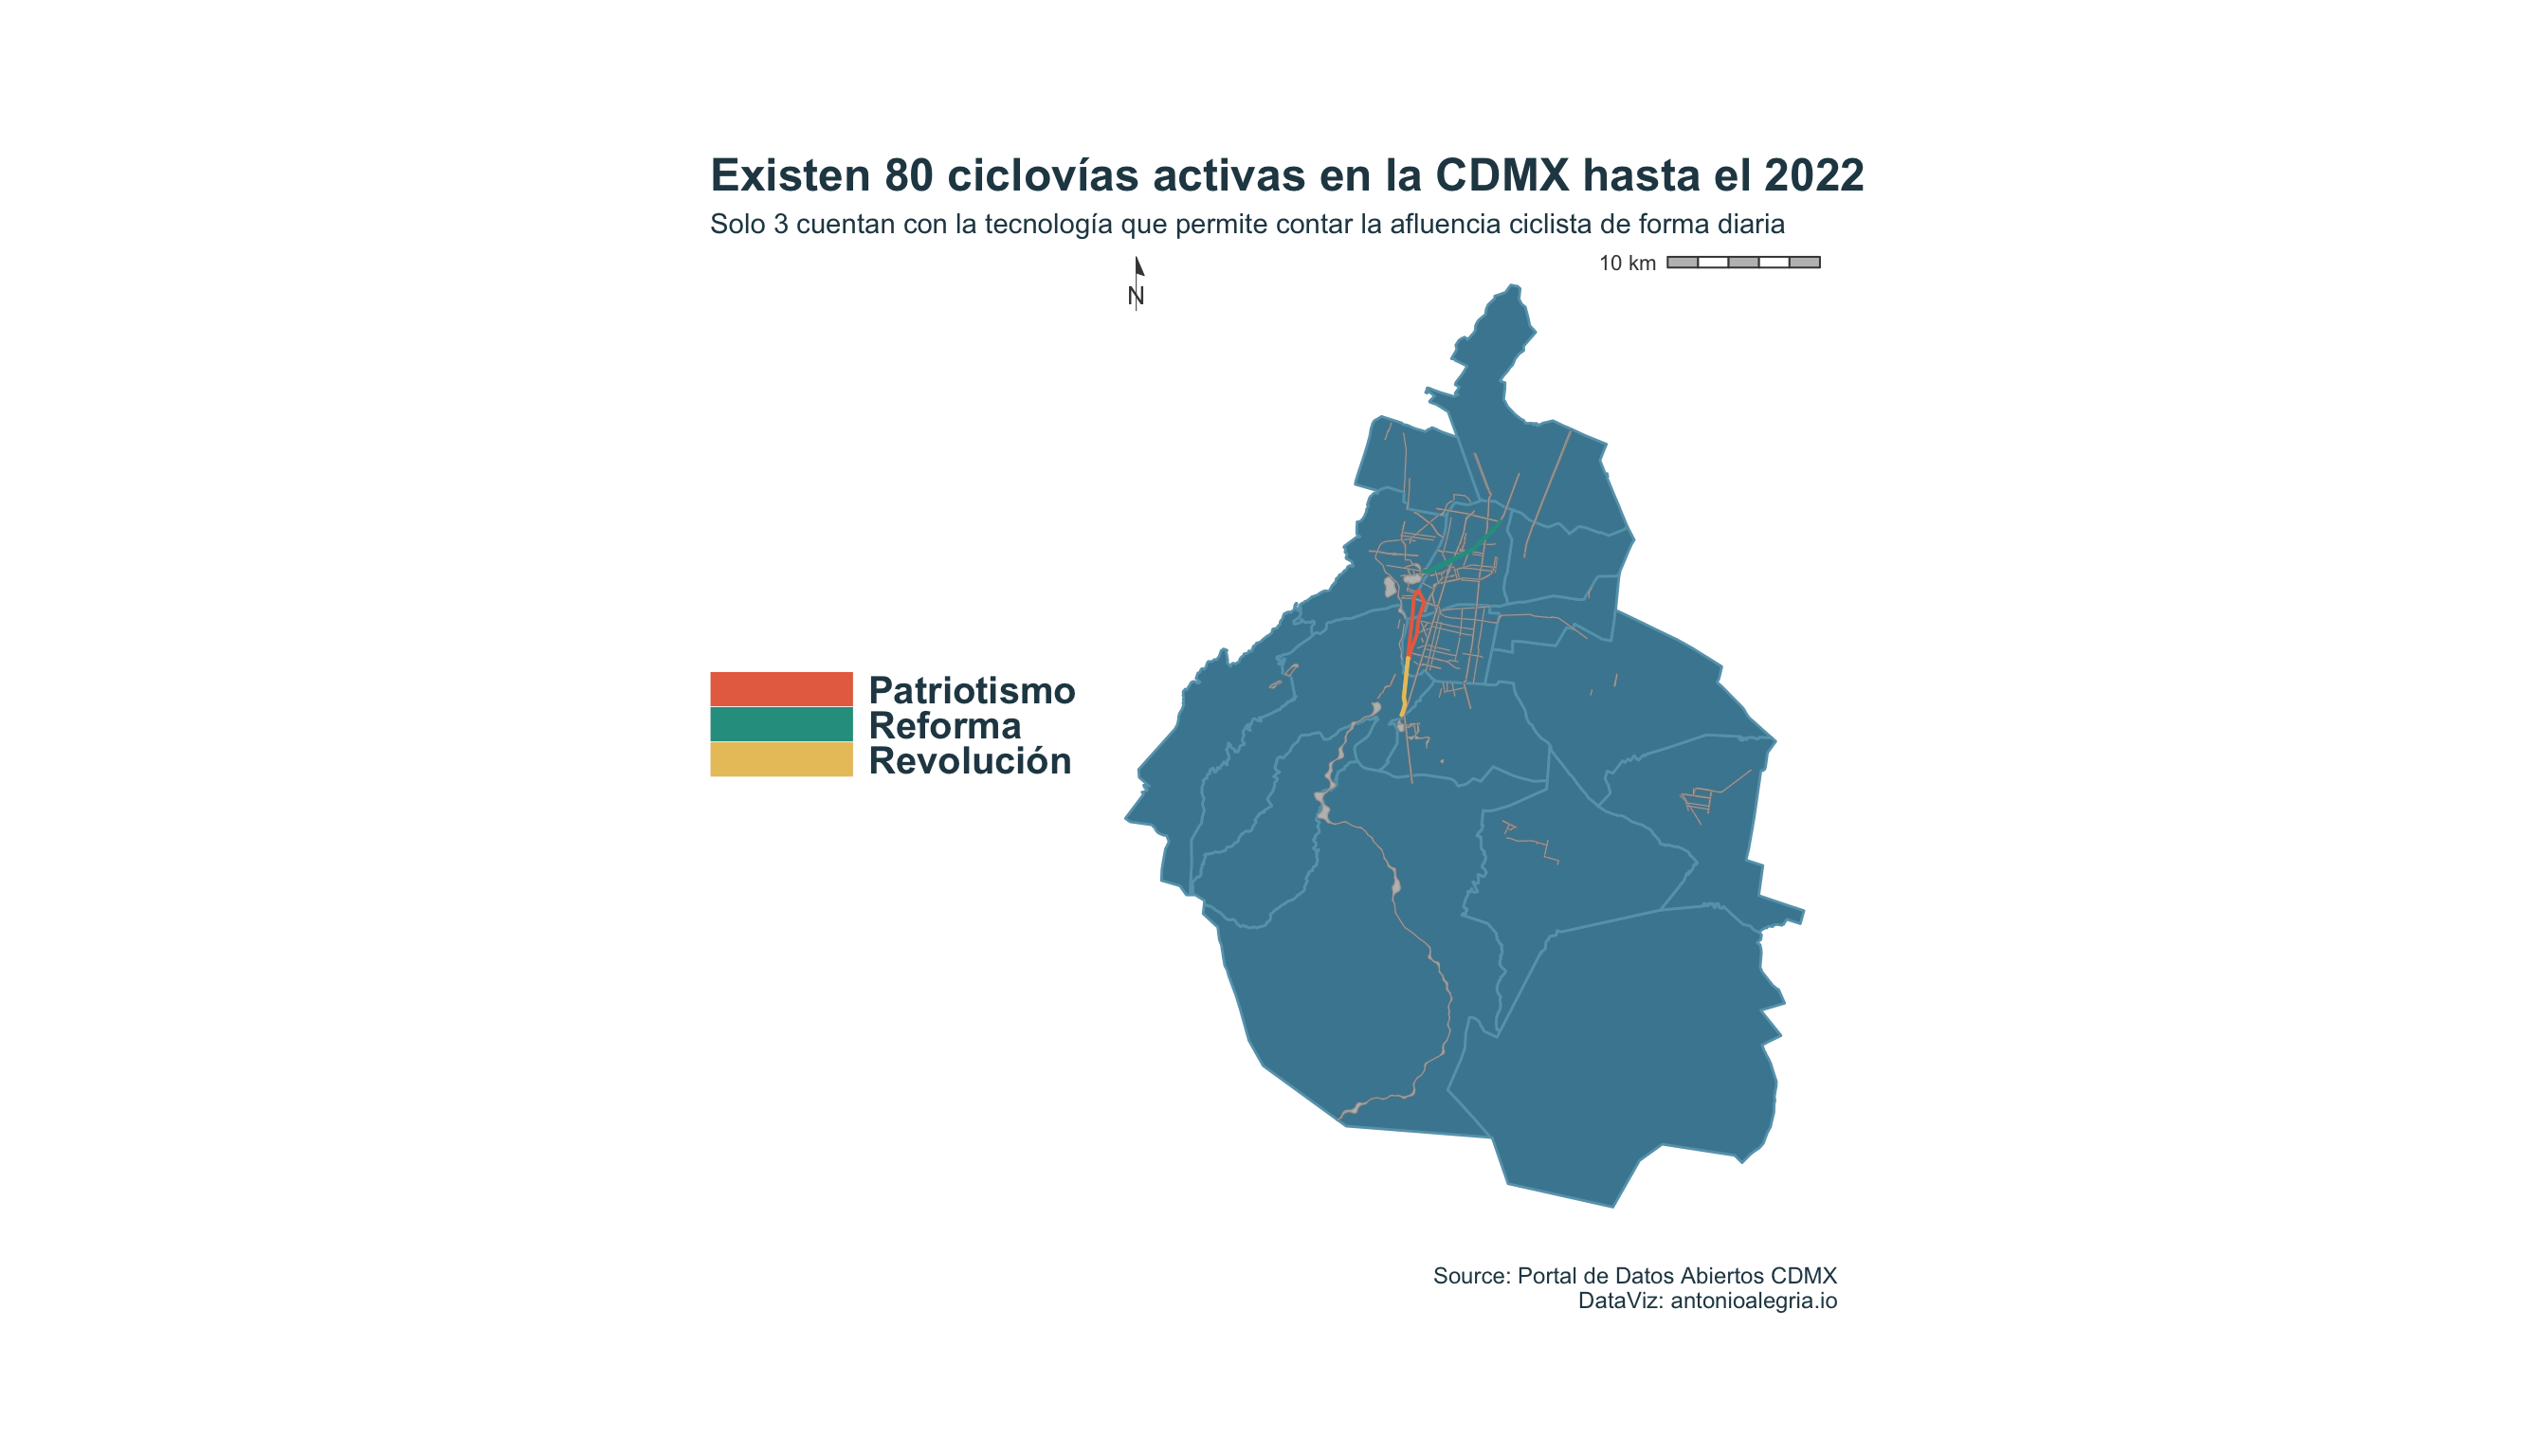 Existen 80 ciclovías activas en la CDMX hasta el 2022
Solo 3 cuentan con la tecnología que permite contar la afluencia ciclista de forma diaria
N
10 km
Patriotismo
Reforma
Revolución
Source: Portal de Datos Abiertos CDMX
DataViz: antonioalegria.io